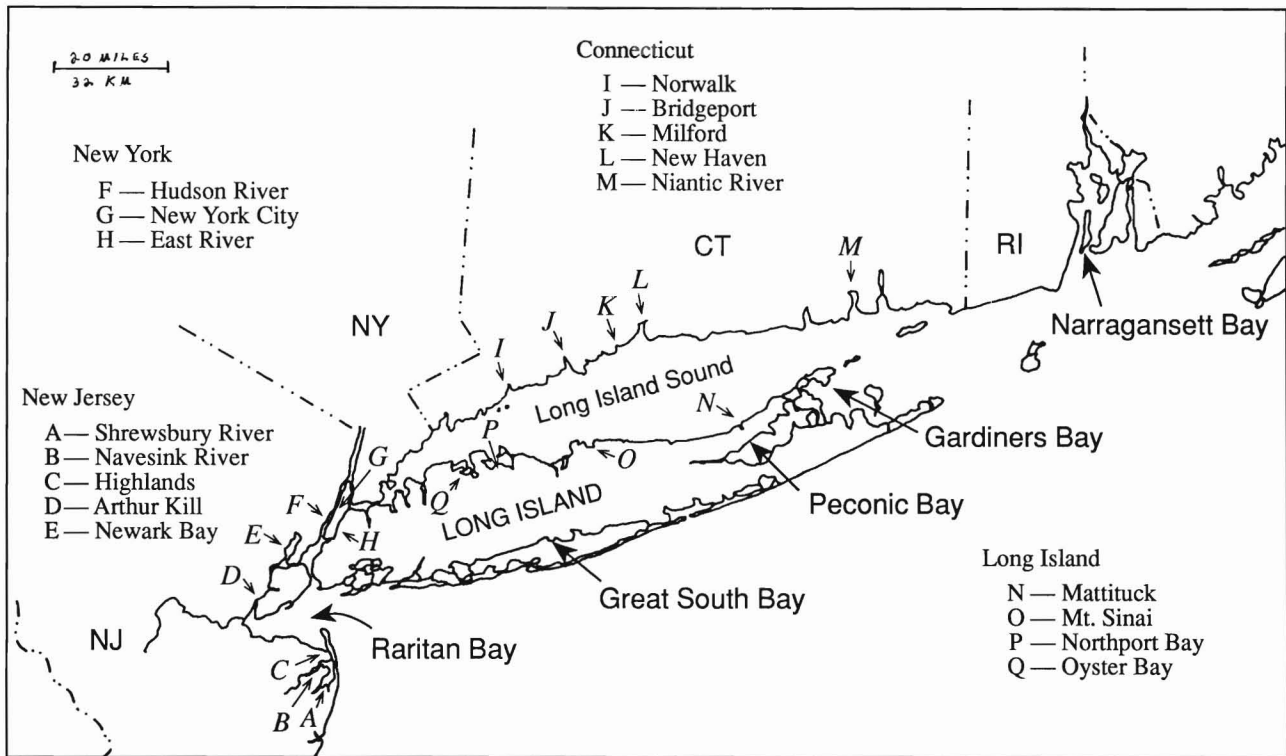 20 MILES
32 KM
Connecticut
I — Norwalk
J — Bridgeport
K — Milford
L — New Haven
M — Niantic River
New York
F — Hudson River
G — New York City
H — East River
CT
RI
M
L
K
J
I
NY
Narragansett Bay
Long Island Sound
N
P
O
Q
Gardiners Bay
Peconic Bay
LONG ISLAND
New Jersey
A — Shrewsbury River
B — Navesink River
C — Highlands
D — Arthur Kill
E — Newark Bay
G
F
E
H
D
Great South Bay
Long Island
N — Mattituck
O — Mt. Sinai
P — Northport Bay
Q — Oyster Bay
NJ
Raritan Bay
C
B
A